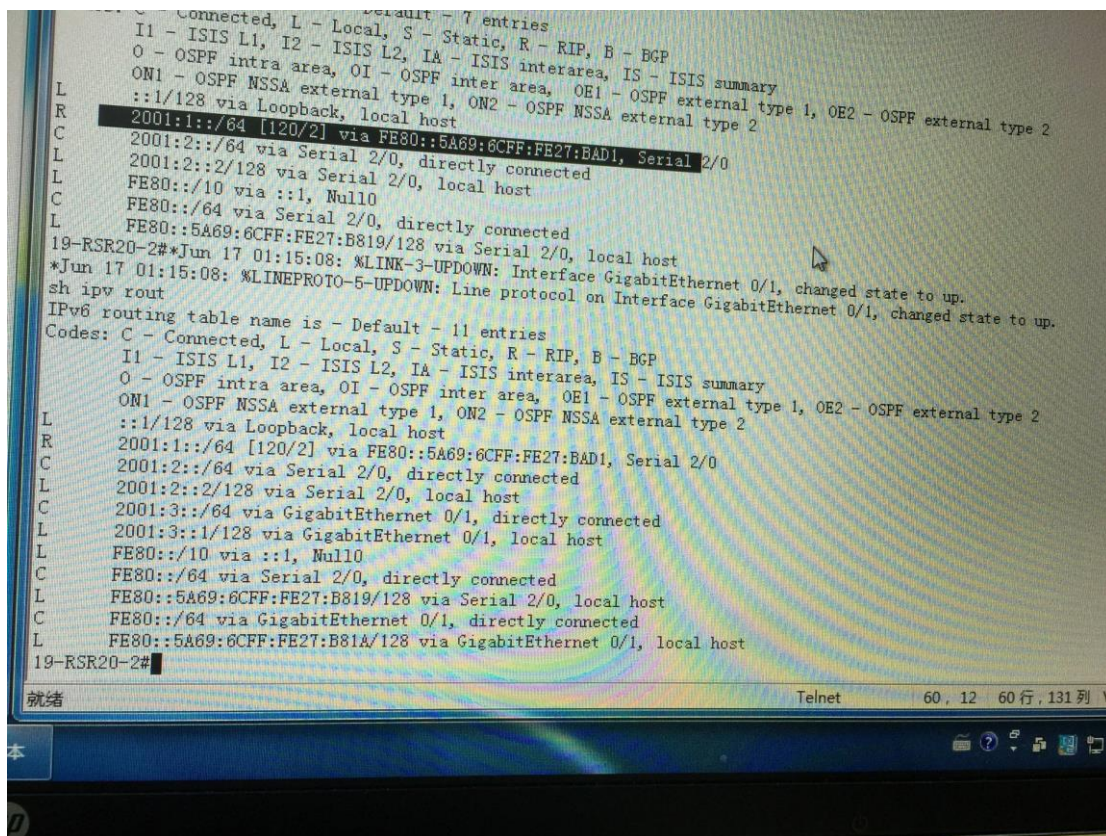 Default - 7 entries
C - Connected, L - Local, S - Static, R - RIP, B - BGP
I1 - ISIS L1, I2 - ISIS L2, IA - ISIS interarea, IS - ISIS summary
O - OSPF intra area, OI - OSPF inter area, OE1 - OSPF external type 1, OE2 - OSPF external type 2
ON1 - OSPF NSSA external type 1, ON2 - OSPF NSSA external type 2
L ::1/128 via Loopback, local host
R 2001:1::/64 [120/2] via FE80::5A69:6CFF:FE27:BAD1, Serial 2/0
C 2001:2::/64 via Serial 2/0, directly connected
L 2001:2::2/128 via Serial 2/0, local host
L FE80::/10 via ::1, Null0
C FE80::/64 via Serial 2/0, directly connected
L FE80::5A69:6CFF:FE27:B819/128 via Serial 2/0, local host
19-RSR20-2#*Jun 17 01:15:08: %LINK-3-UPDOWN: Interface GigabitEthernet 0/1, changed state to up.
*Jun 17 01:15:08: %LINEPROTO-5-UPDOWN: Line protocol on Interface GigabitEthernet 0/1, changed state to up.
sh ipv rout
IPv6 routing table name is - Default - 11 entries
Codes: C - Connected, L - Local, S - Static, R - RIP, B - BGP
I1 - ISIS L1, I2 - ISIS L2, IA - ISIS interarea, IS - ISIS summary
O - OSPF intra area, OI - OSPF inter area, OE1 - OSPF external type 1, OE2 - OSPF external type 2
ON1 - OSPF NSSA external type 1, ON2 - OSPF NSSA external type 2
L ::1/128 via Loopback, local host
R 2001:1::/64 [120/2] via FE80::5A69:6CFF:FE27:BAD1, Serial 2/0
C 2001:2::/64 via Serial 2/0, directly connected
L 2001:2::2/128 via Serial 2/0, local host
C 2001:3::/64 via GigabitEthernet 0/1, directly connected
L 2001:3::1/128 via GigabitEthernet 0/1, local host
L FE80::/10 via ::1, Null0
C FE80::/64 via Serial 2/0, directly connected
L FE80::5A69:6CFF:FE27:B819/128 via Serial 2/0, local host
C FE80::/64 via GigabitEthernet 0/1, directly connected
L FE80::5A69:6CFF:FE27:B81A/128 via GigabitEthernet 0/1, local host
19-RSR20-2#
就绪 Telnet 60, 12 60行,131列
本